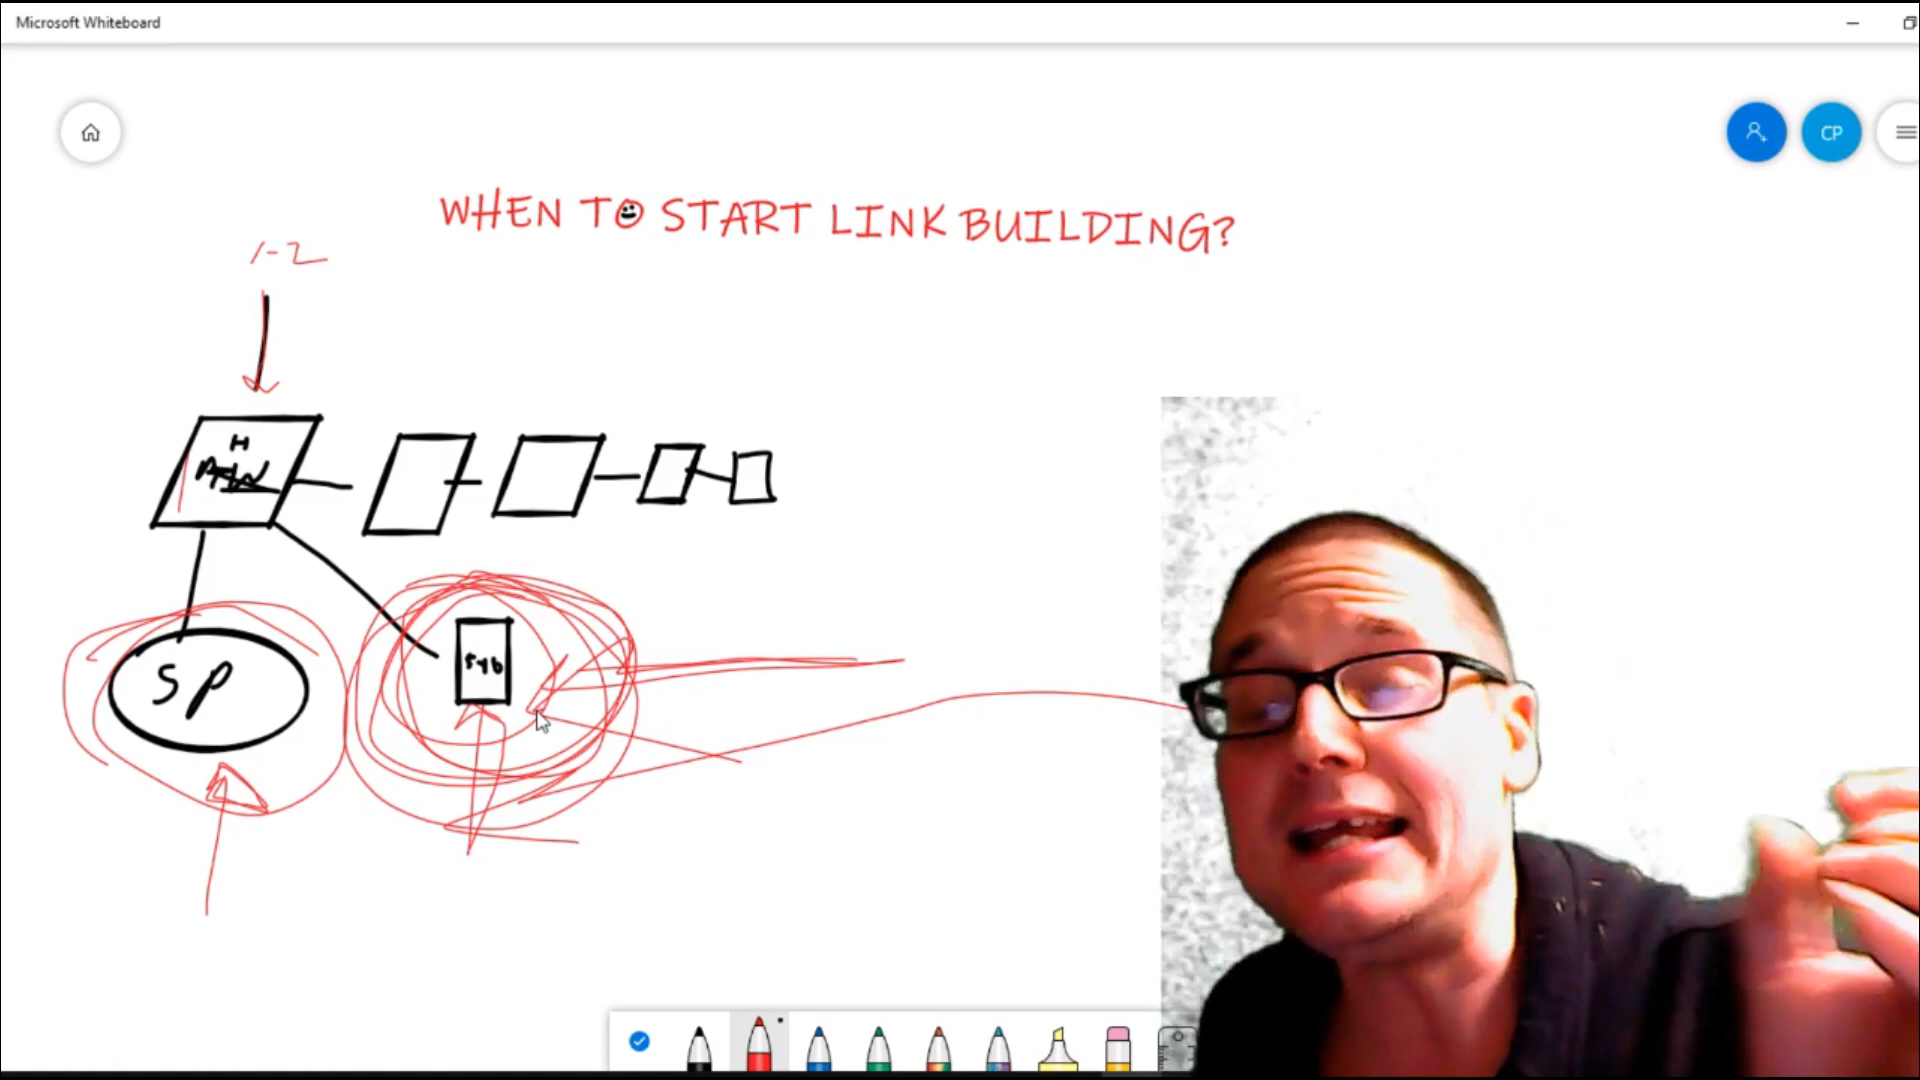 Microsoft Whiteboard
CP
WHEN TO START LINK BUILDING?
1-2
H
SP